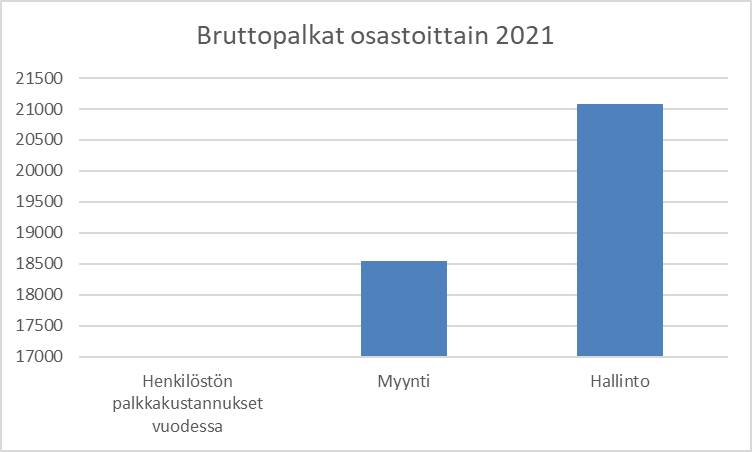 Bruttopalkat osastoittain 2021
21500
21000
20500
20000
19500
19000
18500
18000
17500
17000
Henkilöstön
palkkakustannukset
vuodessa
Myynti
Hallinto